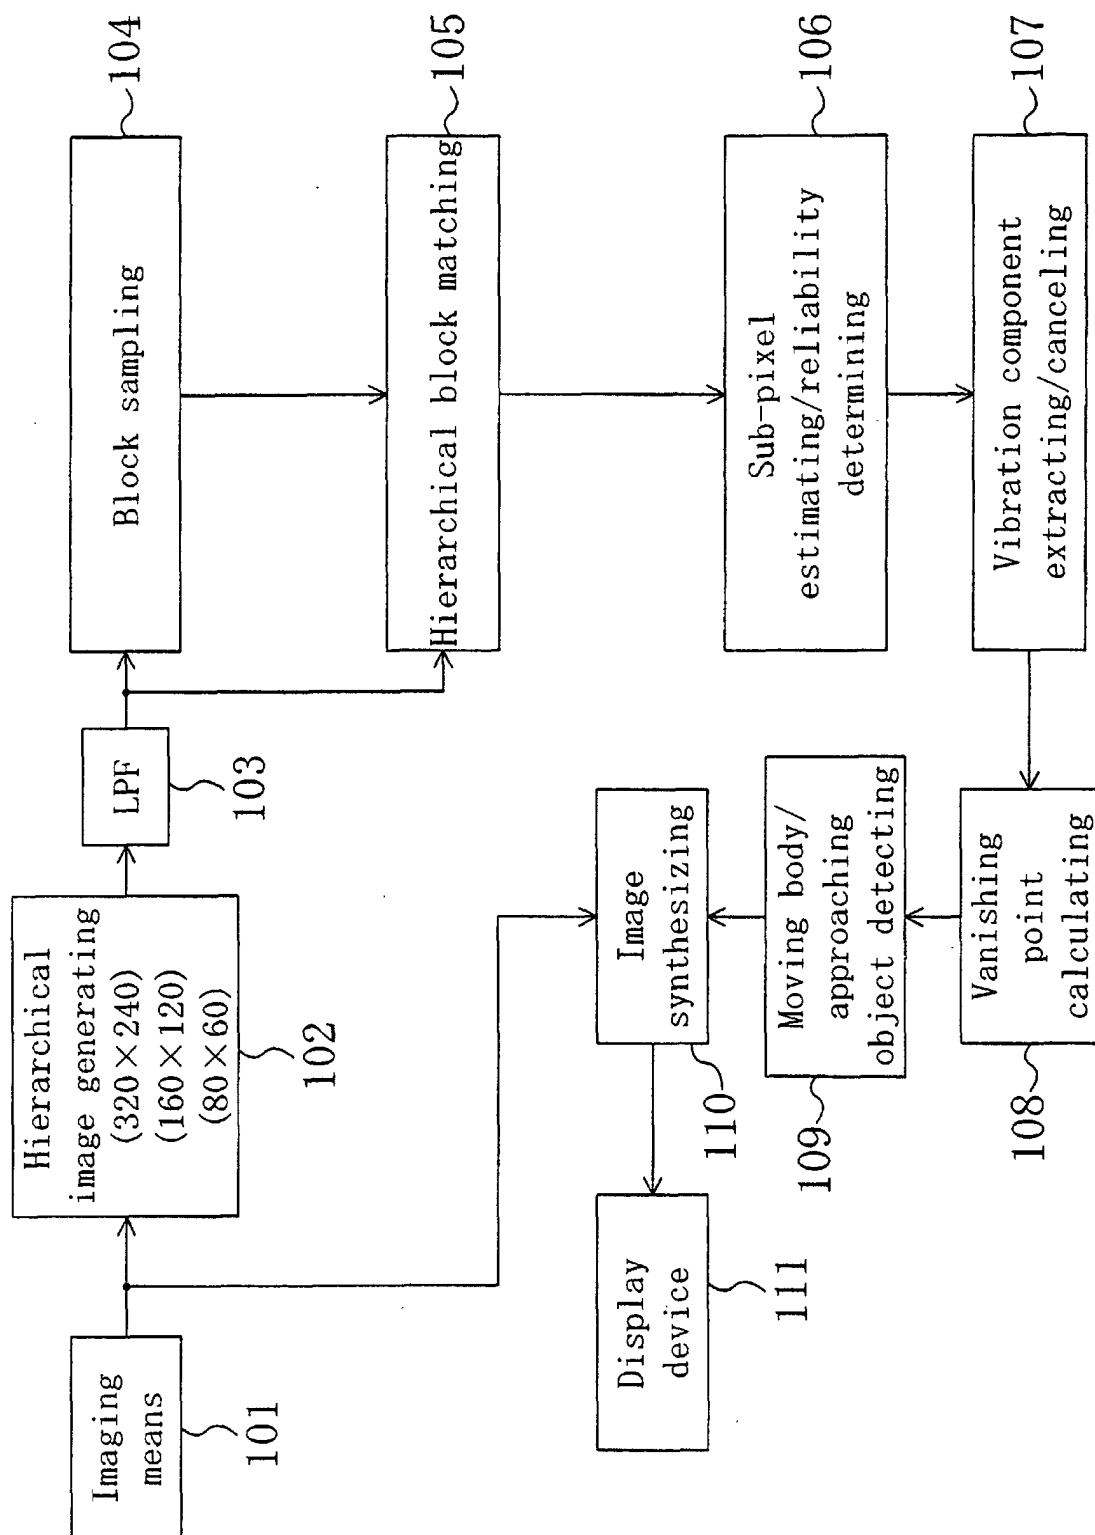 Imaging
means
101
Hierarchical
image generating
(320×240)
(160×120)
(80×60)
102
LPF
103
Block sampling
104
Hierarchical block matching
105
Sub-pixel
estimating/reliability
determining
106
Vibration component
extracting/canceling
107
Vanishing
point
calculating
108
Moving body/
approaching
object detecting
109
Image
synthesizing
110
Display
device
111